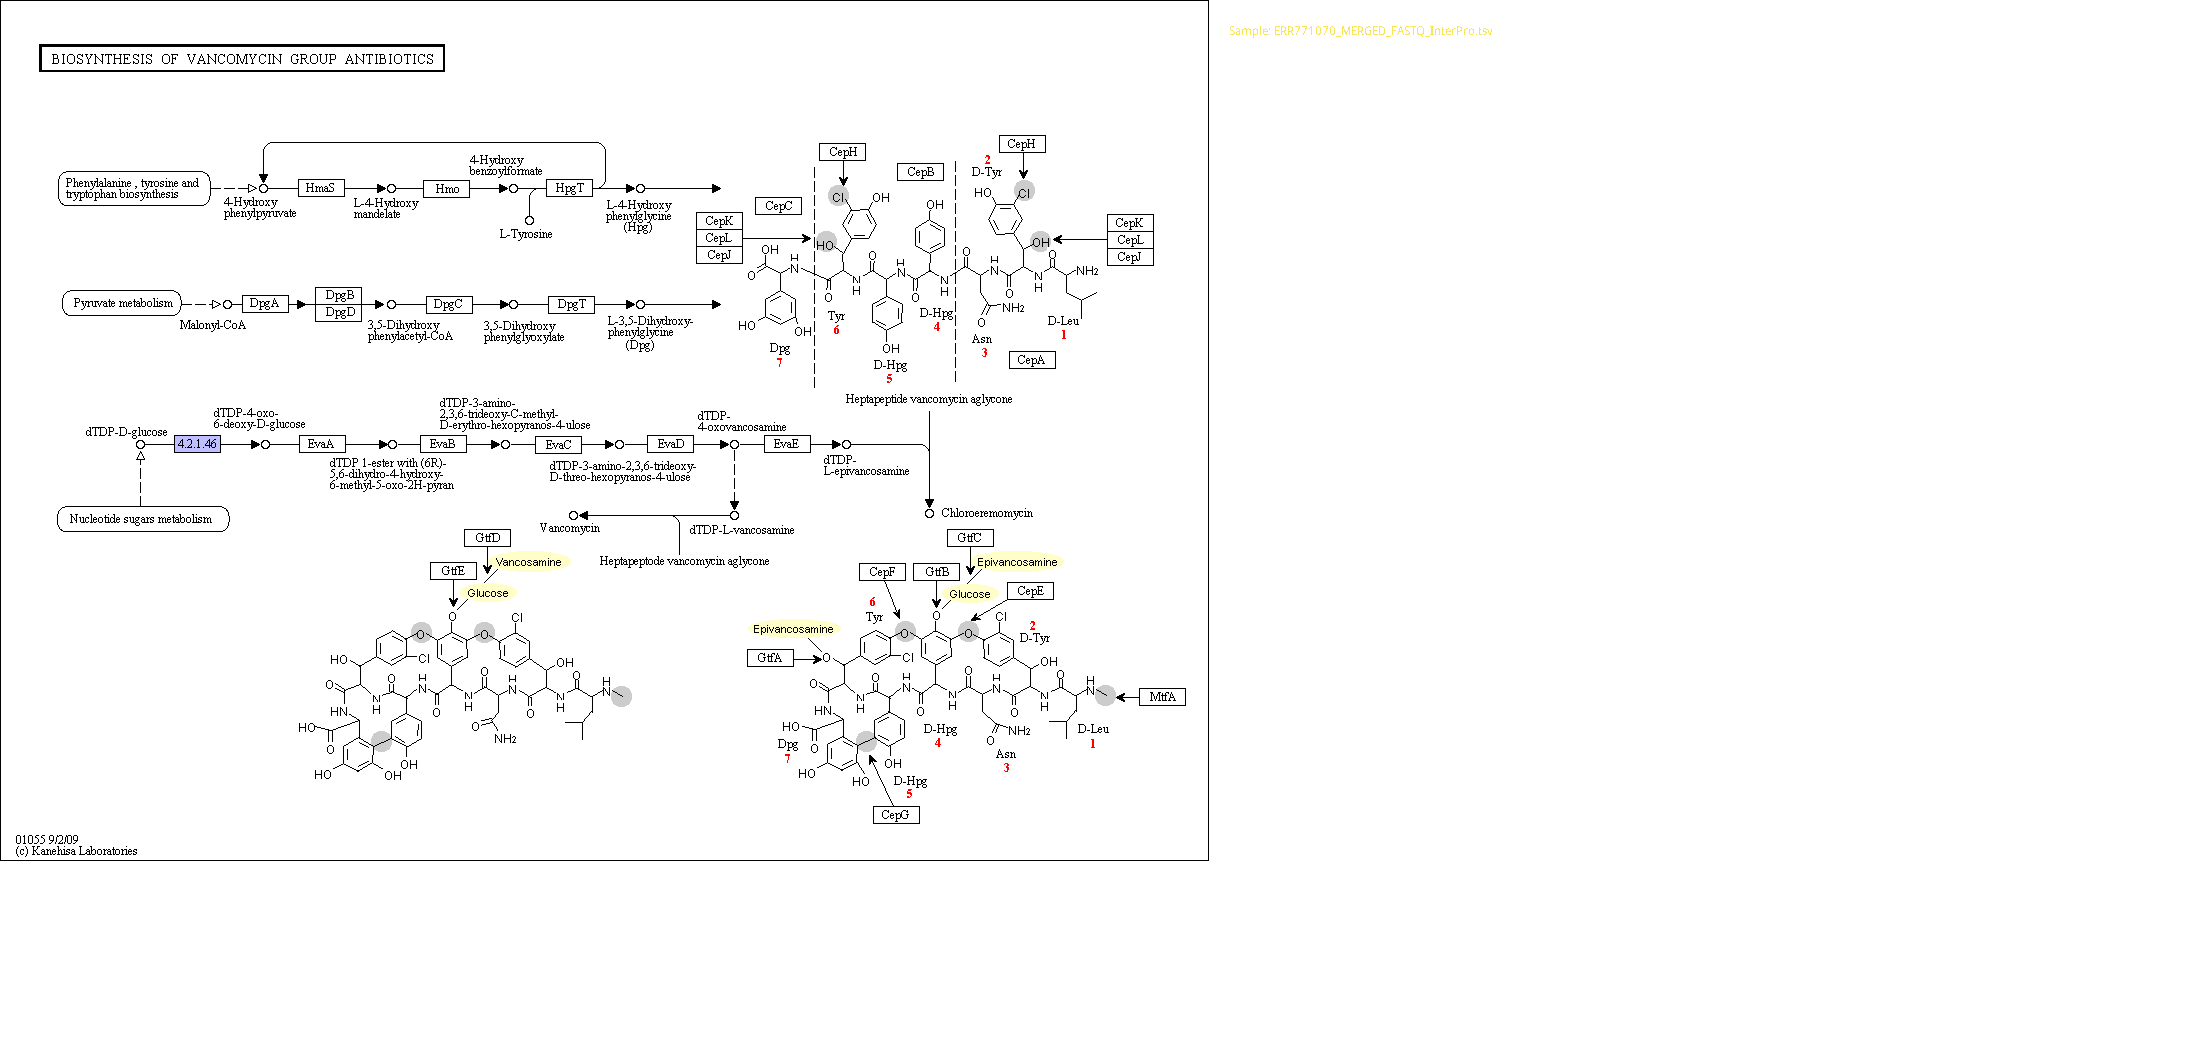 Sample: ERR771070_MERGED_FASTQ_InterPro.tsv
BIOSYNTHESIS OF VANCOMYCIN GROUP ANTIBIOTICS
Phenylalanine , tyrosine and
tryptophan biosynthesis
4-Hydroxy
phenylpyruvate
HmaS
L-4-Hydroxy
mandelate
Hmo
4-Hydroxy
benzoylformate
HpgT
L-Tyrosine
L-4-Hydroxy
phenylglycine
(Hpg)
Pyruvate metabolism
Malonyl-CoA
DpgA
DpgB
DpgD
3,5-Dihydroxy
phenylacetyl-CoA
DpgC
3,5-Dihydroxy
phenylglyoxylate
DpgT
L-3,5-Dihydroxy-
phenylglycine
(Dpg)
CepK
CepL
CepJ
CepC
CepH
CepB
CepH
2
D-Tyr
CepK
CepL
CepJ
Cl
OH
HO
OH
HO
Cl
OH
OH
O
H
N
O
N
H
O
O
H
N
O
N
H
O
H
N
O
N
H
O
NH2
HO
OH
OH
O
NH2
Dpg
7
Tyr
6
D-Hpg
5
D-Hpg
4
Asn
3
D-Leu
1
CepA
Heptapeptide vancomycin aglycone
dTDP-D-glucose
4.2.1.46
dTDP-4-oxo-
6-deoxy-D-glucose
EvaA
dTDP 1-ester with (6R)-
5,6-dihydro-4-hydroxy-
6-methyl-5-oxo-2H-pyran
EvaB
dTDP-3-amino-
2,3,6-trideoxy-C-methyl-
D-erythro-hexopyranos-4-ulose
EvaC
dTDP-3-amino-2,3,6-trideoxy-
D-threo-hexopyranos-4-ulose
EvaD
dTDP-
4-oxovancosamine
EvaE
dTDP-
L-epivancosamine
Nucleotide sugars metabolism
Vancomycin
dTDP-L-vancosamine
Heptapeptode vancomycin aglycone
Chloroeremomycin
GtfD
Vancosamine
GtfE
Glucose
O
Cl
O
O
HO
Cl
OH
O
N
H
O
H
N
O
N
H
O
H
N
O
N
H
O
H
N
HN
HO
O
O
NH2
HO
OH
OH
GtfC
Epivancosamine
CepF
GtfB
Glucose
CepE
6
Tyr
O
Cl
O
O
2
D-Tyr
Epivancosamine
GtfA
O
Cl
OH
O
N
H
O
H
N
O
N
H
O
H
N
O
N
H
O
H
N
MtfA
HN
HO
O
O
NH2
HO
HO
OH
Dpg
7
D-Hpg
5
D-Hpg
4
Asn
3
D-Leu
1
CepG
01055 9/2/09
(c) Kanehisa Laboratories